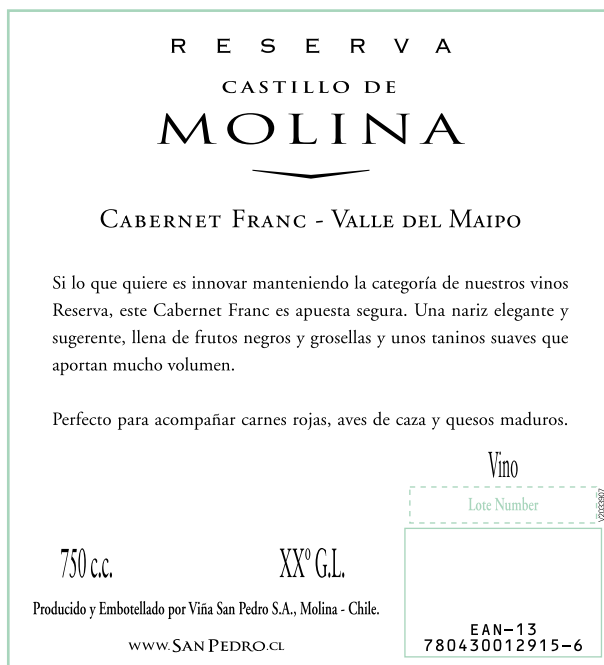 RESERVA
CASTILLO DE
MOLINA
CABERNET FRANC - VALLE DEL MAIPO
Si lo que quiere es innovar manteniendo la categoría de nuestros vinos
Reserva, este Cabernet Franc es apuesta segura. Una nariz elegante y
sugerente, llena de frutos negros y grosellas y unos taninos suaves que
aportan mucho volumen.
Perfecto para acompañar carnes rojas, aves de caza y quesos maduros.
Vino
Lote Number
V2033907
750 c.c.
XXº G.L.
Producido y Embotellado por Viña San Pedro S.A., Molina - Chile.
WWW.SANPEDRO.CL
EAN-13
780430012915-6